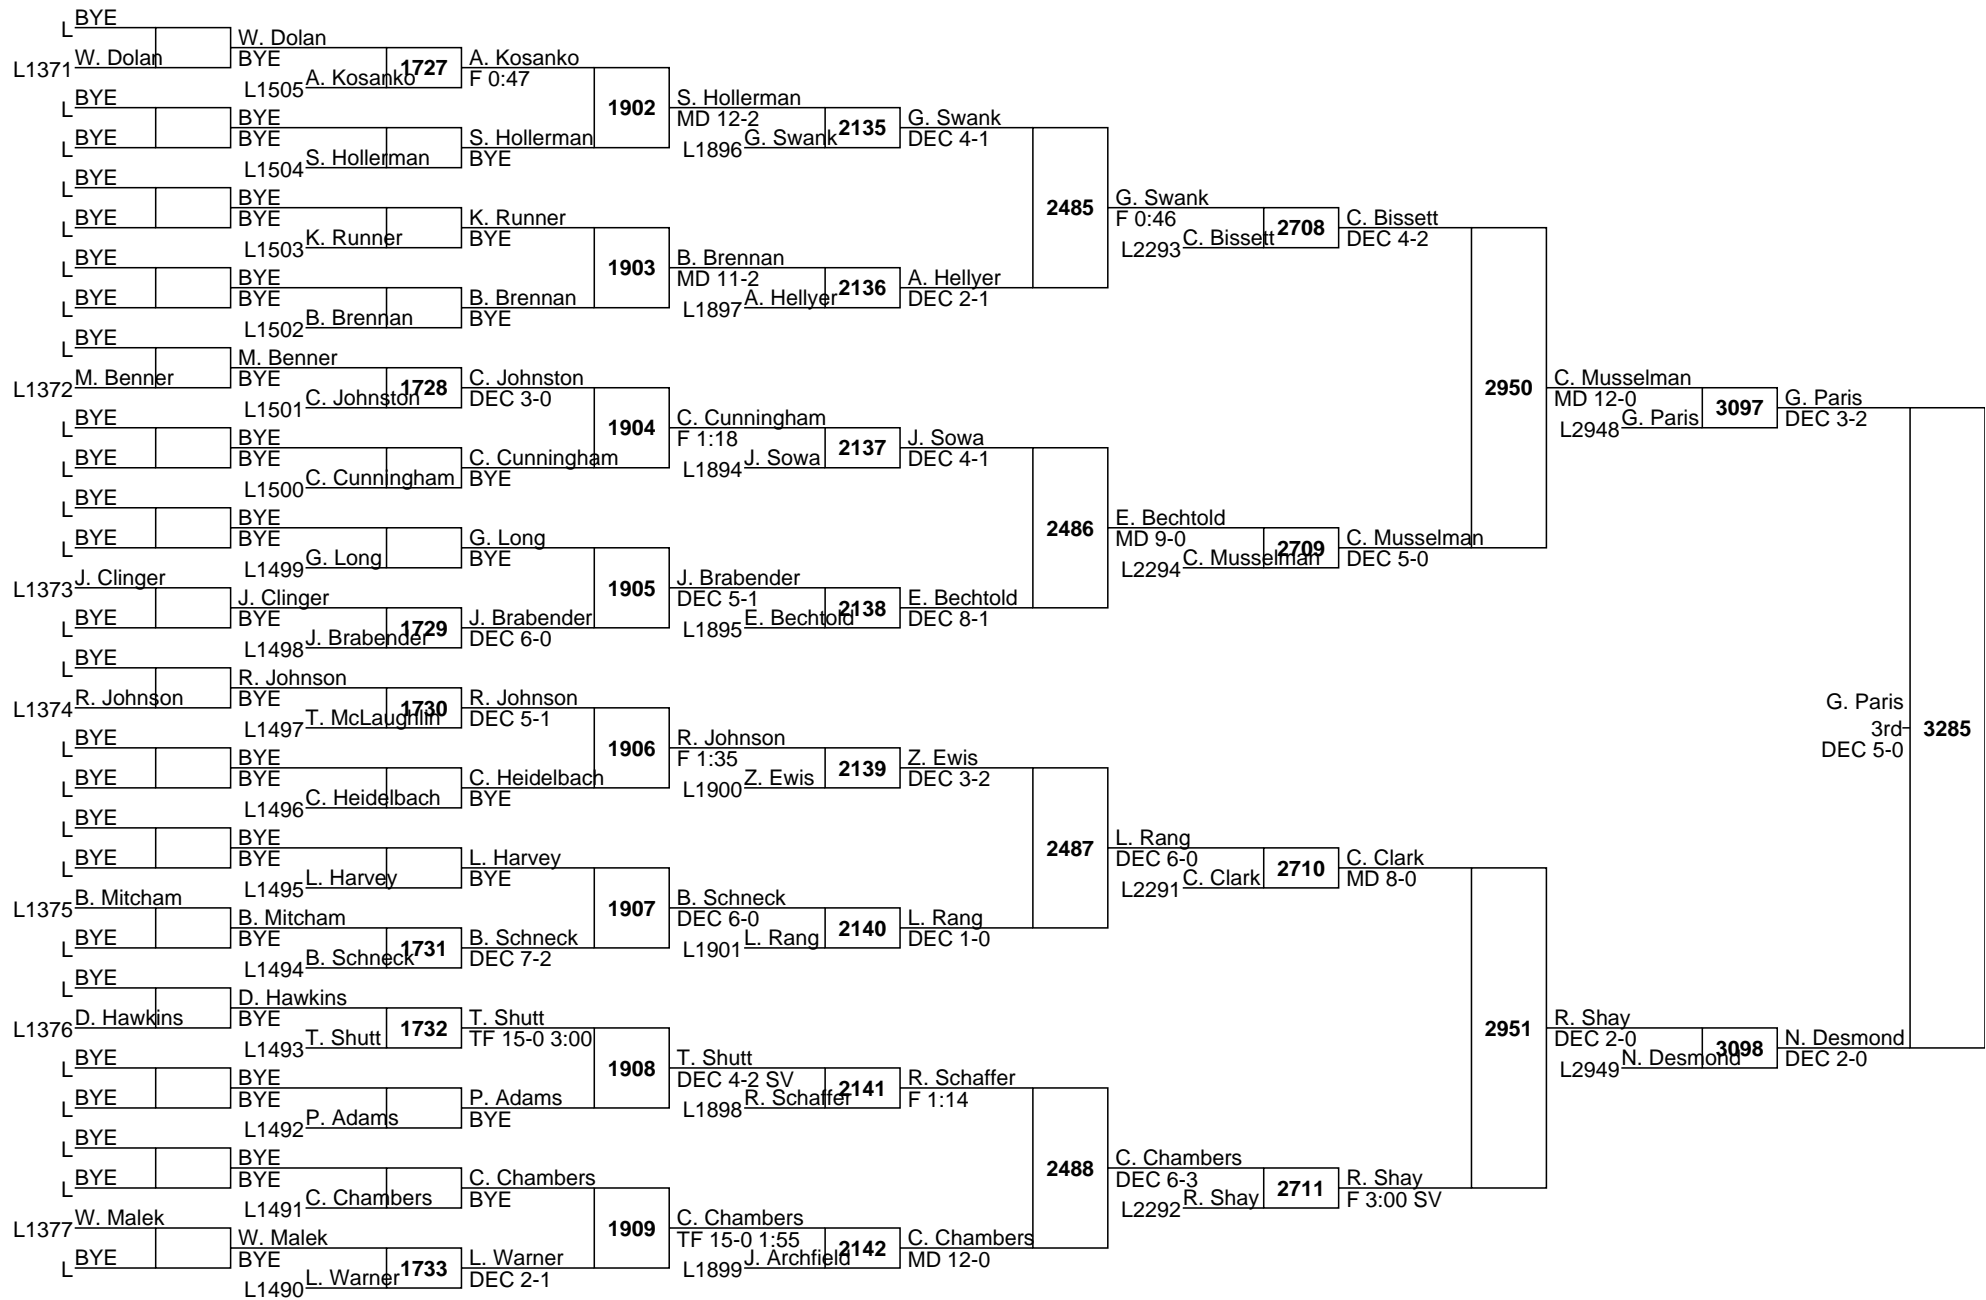 BYE
L
W. Dolan
L1371
BYE
L
BYE
L
BYE
L
BYE
L
BYE
L
BYE
L
BYE
L
M. Benner
L1372
BYE
L
BYE
L
BYE
L
BYE
L
J. Clinger
L1373
BYE
L
BYE
L
R. Johnson
L1374
BYE
L
BYE
L
BYE
L
BYE
L
B. Mitcham
L1375
BYE
L
BYE
L
D. Hawkins
L1376
BYE
L
BYE
L
BYE
L
BYE
L
W. Malek
L1377
BYE
L
W. Dolan
BYE
L1505 A. Kosanko
1727
BYE
BYE
L1504 S. Hollerman
BYE
BYE
L1503 K. Runner
BYE
BYE
L1502 B. Brennan
M. Benner
BYE
L1501 C. Johnston
1728
BYE
BYE
L1500 C. Cunningham
BYE
BYE
L1499 G. Long
J. Clinger
BYE
L1498 J. Brabender
1729
R. Johnson
BYE
L1497 T. McLaughlin
1730
BYE
BYE
L1496 C. Heidelbach
BYE
BYE
L1495 L. Harvey
B. Mitcham
BYE
L1494 B. Schneck
1731
D. Hawkins
BYE
L1493 T. Shutt
1732
BYE
BYE
L1492 P. Adams
BYE
BYE
L1491 C. Chambers
W. Malek
BYE
L1490 L. Warner
1733
A. Kosanko
F 0:47
1902
S. Hollerman
BYE
K. Runner
BYE
1903
B. Brennan
BYE
C. Johnston
DEC 3-0
1904
C. Cunningham
BYE
G. Long
BYE
1905
J. Brabender
DEC 6-0
R. Johnson
DEC 5-1
1906
C. Heidelbach
BYE
L. Harvey
BYE
1907
B. Schneck
DEC 7-2
T. Shutt
TF 15-0 3:00
1908
P. Adams
BYE
C. Chambers
BYE
1909
L. Warner
DEC 2-1
S. Hollerman
MD 12-2
L1896 G. Swank
2135
B. Brennan
MD 11-2
L1897 A. Hellyer
2136
C. Cunningham
F 1:18
L1894 J. Sowa
2137
J. Brabender
DEC 5-1
L1895 E. Bechtold
2138
R. Johnson
F 1:35
L1900 Z. Ewis
2139
B. Schneck
DEC 6-0
L1901 L. Rang
2140
T. Shutt
DEC 4-2 SV
L1898 R. Schaffer
2141
C. Chambers
TF 15-0 1:55
L1899 J. Archfield
2142
G. Swank
DEC 4-1
2485
A. Hellyer
DEC 2-1
J. Sowa
DEC 4-1
2486
E. Bechtold
DEC 8-1
Z. Ewis
DEC 3-2
2487
L. Rang
DEC 1-0
R. Schaffer
F 1:14
2488
C. Chambers
MD 12-0
G. Swank
F 0:46
L2293 C. Bissett
2708
E. Bechtold
MD 9-0
L2294 C. Musselman
2709
L. Rang
DEC 6-0
L2291 C. Clark
2710
C. Chambers
DEC 6-3
L2292 R. Shay
2711
C. Bissett
DEC 4-2
2950
C. Musselman
DEC 5-0
C. Clark
MD 8-0
2951
R. Shay
F 3:00 SV
C. Musselman
MD 12-0
L2948 G. Paris
3097
R. Shay
DEC 2-0
L2949 N. Desmond
3098
G. Paris
DEC 3-2
G. Paris
3rd
DEC 5-0
3285
N. Desmond
DEC 2-0